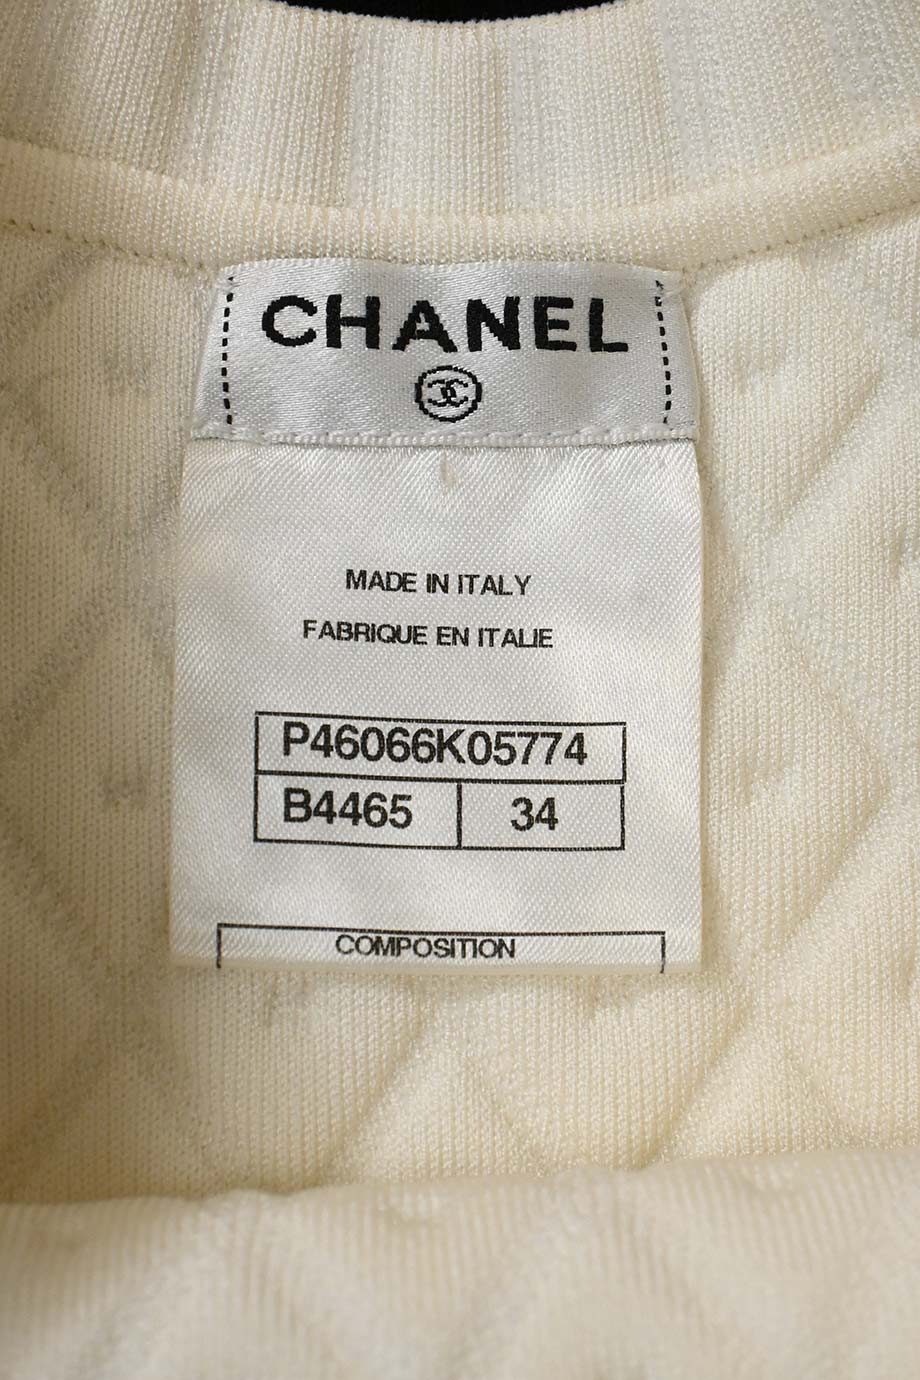 CHANEL
MADE IN ITALY
FABRIQUE EN ITALIE
P46066K05774
B4465 34
COMPOSITION